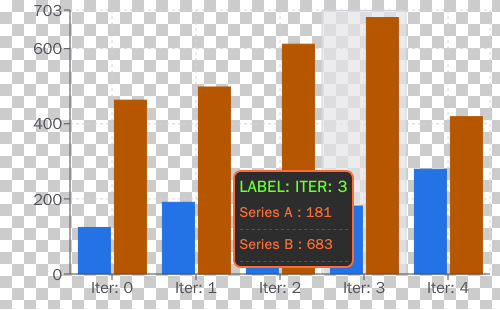 703
600
400
200
0
LABEL: ITER: 3
Series A : 181
Series B : 683
Iter: 0 Iter: 1 Iter: 2 Iter: 3 Iter: 4